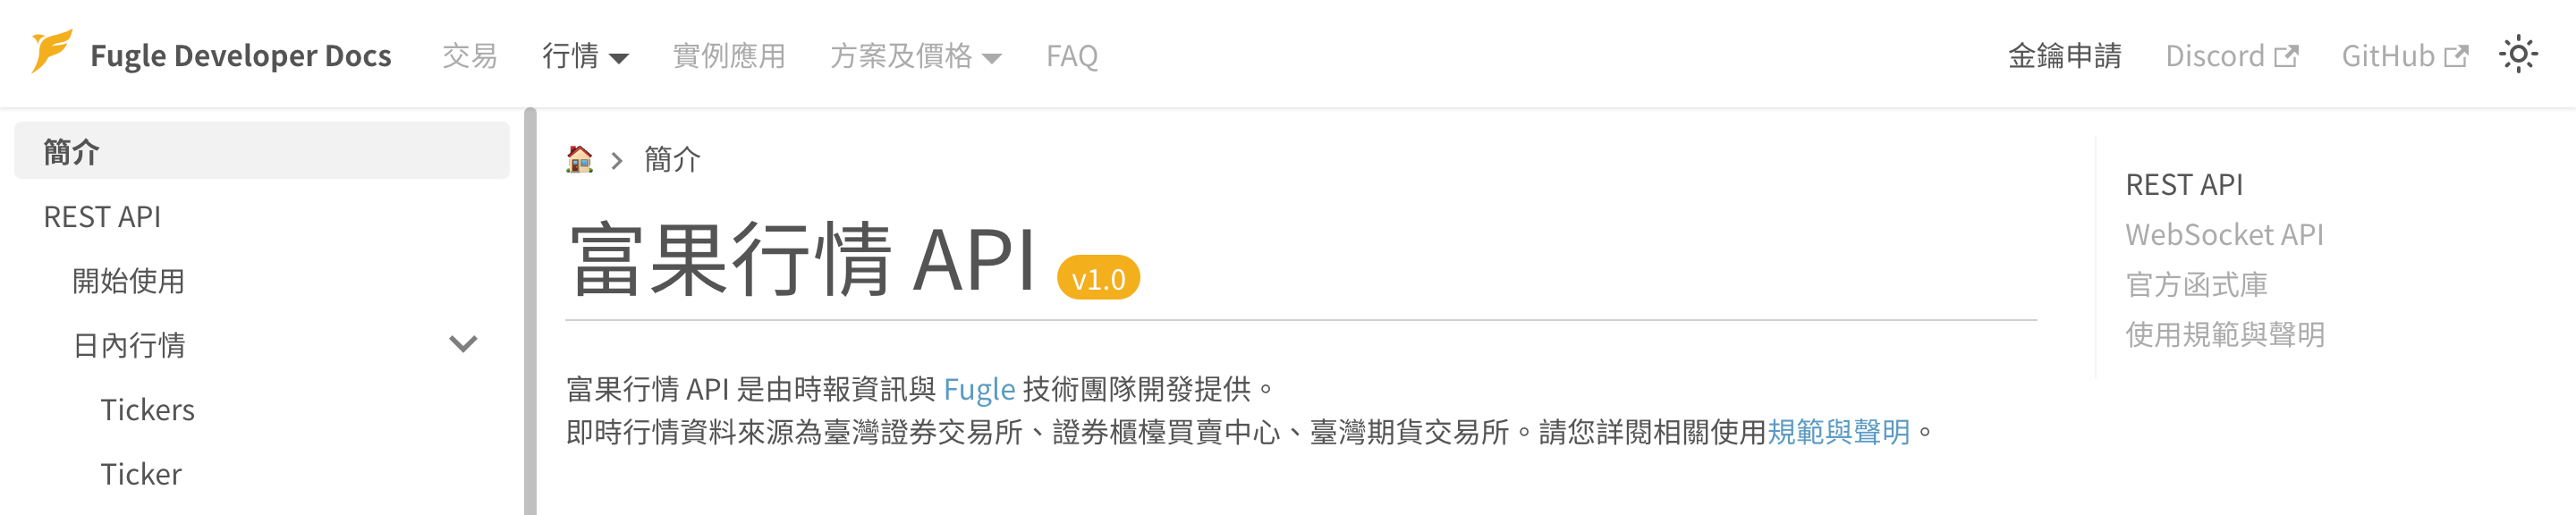 Fugle Developer Docs 交易 行情 實例應用 方案及價格 FAQ 金鑰申請 Discord GitHub
簡介
REST API
開始使用
日內行情
Tickers
Ticker
簡介
富果行情 API v1.0
富果行情 API 是由時報資訊與 Fugle 技術團隊開發提供。
即時行情資料來源為臺灣證券交易所、證券櫃檯買賣中心、臺灣期貨交易所。請您詳閱相關使用規範與聲明。
REST API
WebSocket API
官方函式庫
使用規範與聲明